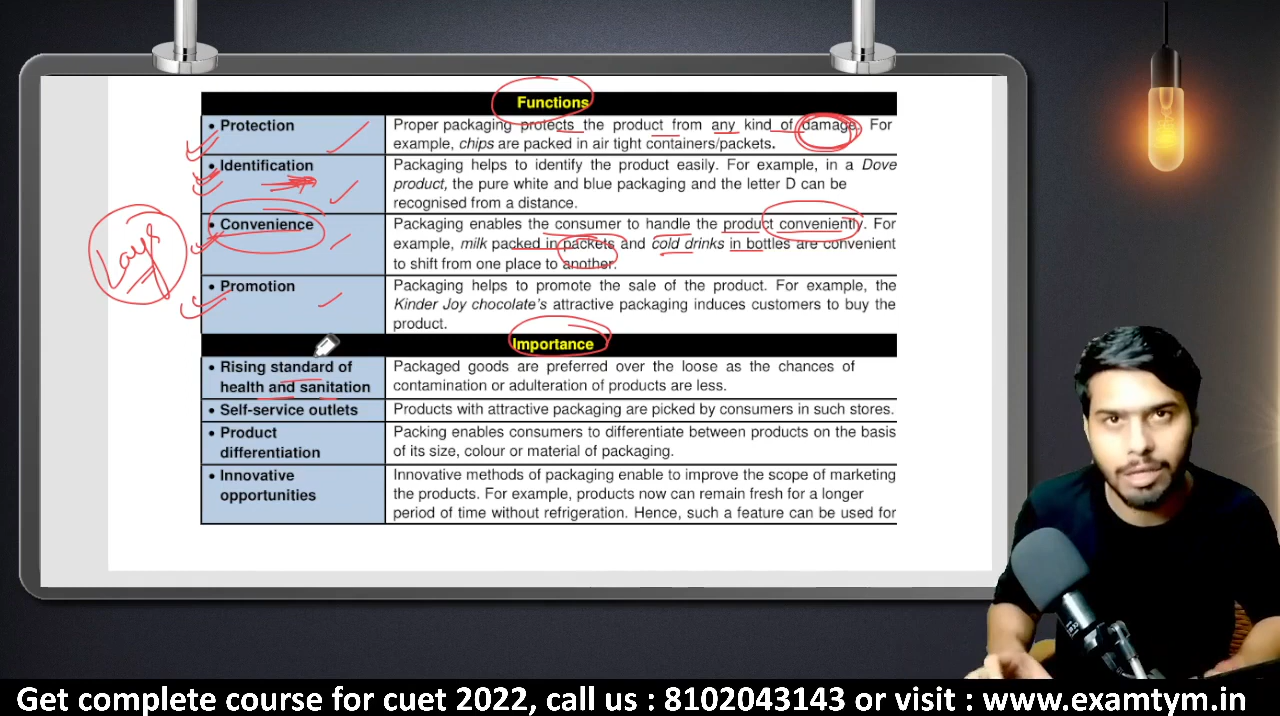 Functions
• Protection
Proper packaging protects the product from any kind of damage. For
example, chips are packed in air tight containers/packets.
• Identification
Packaging helps to identify the product easily. For example, in a Dove
product, the pure white and blue packaging and the letter D can be
recognised from a distance.
Lays
• Convenience
Packaging enables the consumer to handle the product conveniently. For
example, milk packed in packets and cold drinks in bottles are convenient
to shift from one place to another.
• Promotion
Packaging helps to promote the sale of the product. For example, the
Kinder Joy chocolate's attractive packaging induces customers to buy the
product.
Importance
• Rising standard of
health and sanitation
Packaged goods are preferred over the loose as the chances of
contamination or adulteration of products are less.
• Self-service outlets
Products with attractive packaging are picked by consumers in such stores.
• Product
differentiation
Packing enables consumers to differentiate between products on the basis
of its size, colour or material of packaging.
• Innovative
opportunities
Innovative methods of packaging enable to improve the scope of marketing
the products. For example, products now can remain fresh for a longer
period of time without refrigeration. Hence, such a feature can be used for
Get complete course for cuet 2022, call us : 8102043143 or visit : www.examtym.in